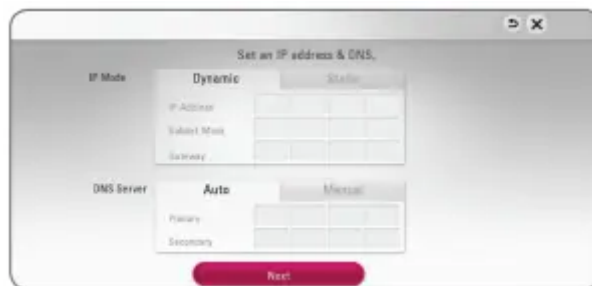 Set an IP address & DNS.
IP Mode Dynamic Static
IP Address
Subnet Mask
Gateway
DNS Server Auto Manual
Primary
Secondary
Next